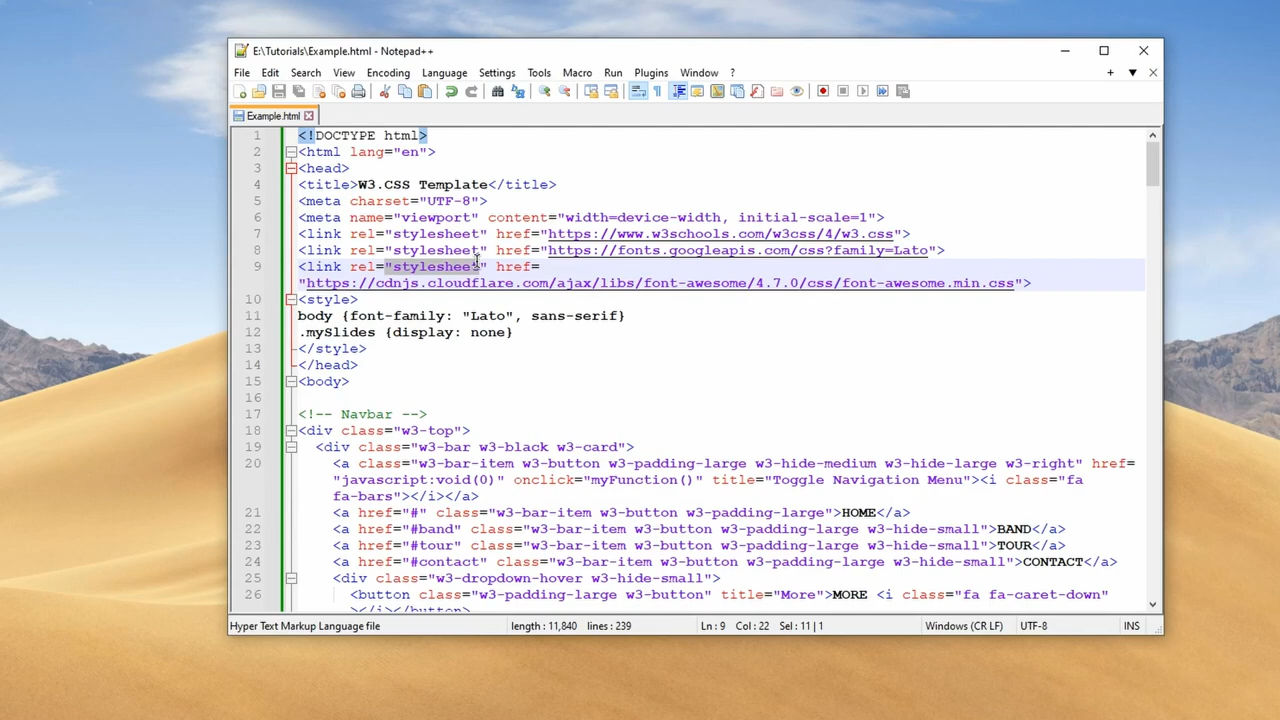 E:\Tutorials\Example.html - Notepad++
File Edit Search View Encoding Language Settings Tools Macro Run Plugins Window ?
Example.html
1 <!DOCTYPE html>
2 <html lang="en">
3 <head>
4 <title>W3.CSS Template</title>
5 <meta charset="UTF-8">
6 <meta name="viewport" content="width=device-width, initial-scale=1">
7 <link rel="stylesheet" href="https://www.w3schools.com/w3css/4/w3.css">
8 <link rel="stylesheet" href="https://fonts.googleapis.com/css?family=Lato">
9 <link rel="stylesheet" href=
"https://cdnjs.cloudflare.com/ajax/libs/font-awesome/4.7.0/css/font-awesome.min.css">
10 <style>
11 body {font-family: "Lato", sans-serif}
12 .mySlides {display: none}
13 </style>
14 </head>
15 <body>
16
17 <!-- Navbar -->
18 <div class="w3-top">
19 <div class="w3-bar w3-black w3-card">
20 <a class="w3-bar-item w3-button w3-padding-large w3-hide-medium w3-hide-large w3-right" href=
"javascript:void(0)" onclick="myFunction()" title="Toggle Navigation Menu"><i class="fa
fa-bars"></i></a>
21 <a href="#" class="w3-bar-item w3-button w3-padding-large">HOME</a>
22 <a href="#band" class="w3-bar-item w3-button w3-padding-large w3-hide-small">BAND</a>
23 <a href="#tour" class="w3-bar-item w3-button w3-padding-large w3-hide-small">TOUR</a>
24 <a href="#contact" class="w3-bar-item w3-button w3-padding-large w3-hide-small">CONTACT</a>
25 <div class="w3-dropdown-hover w3-hide-small">
26 <button class="w3-padding-large w3-button" title="More">MORE <i class="fa fa-caret-down"
></i></button>
Hyper Text Markup Language file length : 11,840 lines : 239 Ln : 9 Col : 22 Sel : 11 | 1 Windows (CR LF) UTF-8 INS